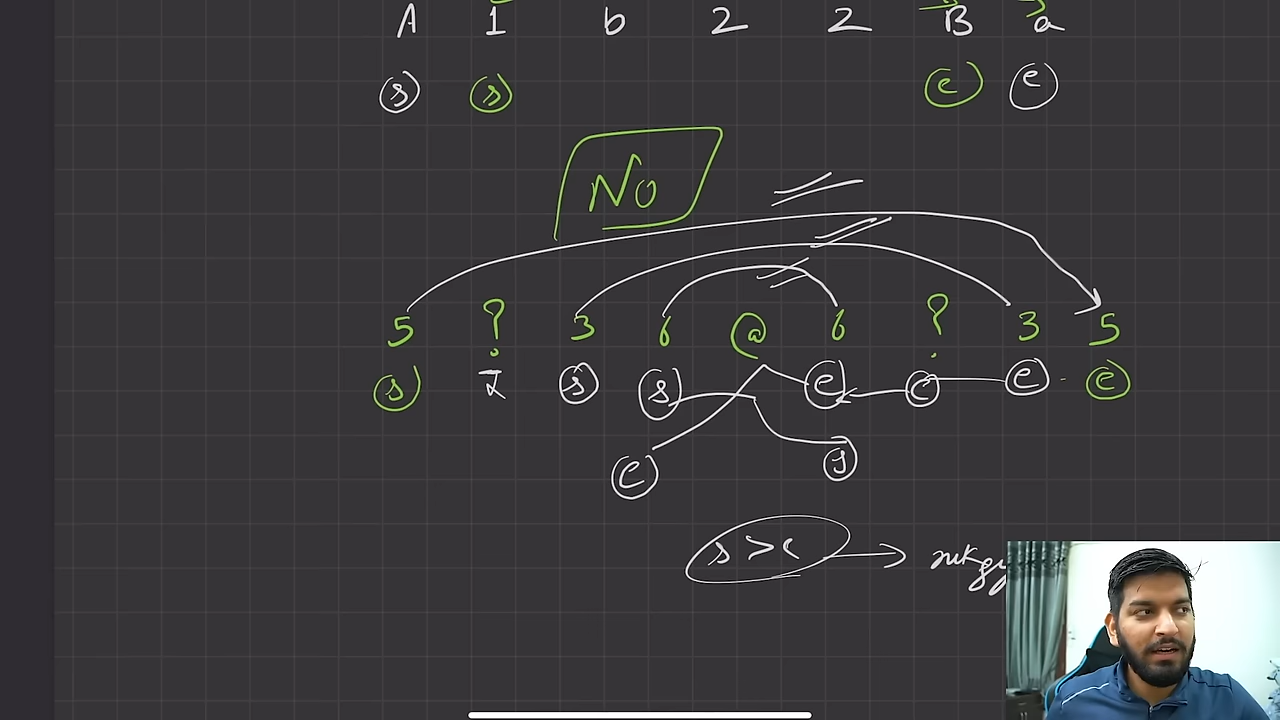 A 1 b 2 2 B a
s s e e
No
5 ? 3 6 @ 6 ? 3 5
s s s e e e e
e s
s > e →